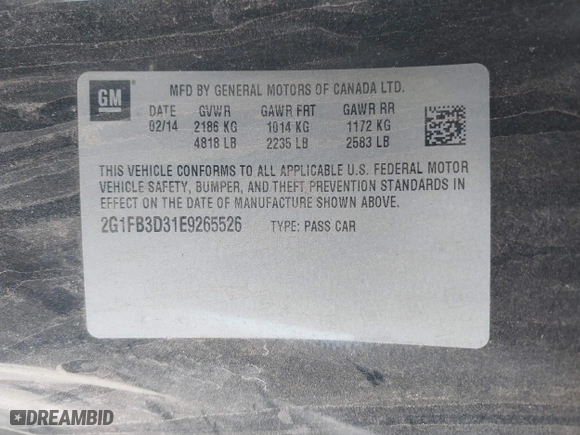 GM
MFD BY GENERAL MOTORS OF CANADA LTD.
DATE GVWR GAWR FRT GAWR RR
02/14 2186 KG 1014 KG 1172 KG
4818 LB 2235 LB 2583 LB
THIS VEHICLE CONFORMS TO ALL APPLICABLE U.S. FEDERAL MOTOR
VEHICLE SAFETY, BUMPER, AND THEFT PREVENTION STANDARDS IN
EFFECT ON THE DATE OF MANUFACTURE SHOWN ABOVE.
2G1FB3D31E9265526 TYPE: PASS CAR
DREAMBID